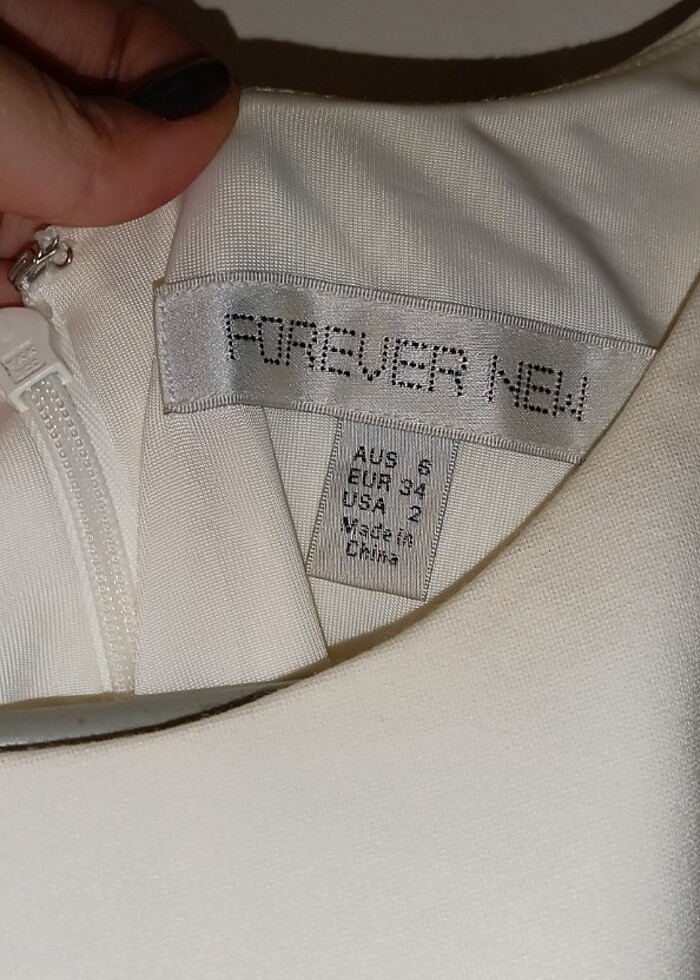 FOREVER NEW
AUS 6
EUR 34
USA 2
Made in
China